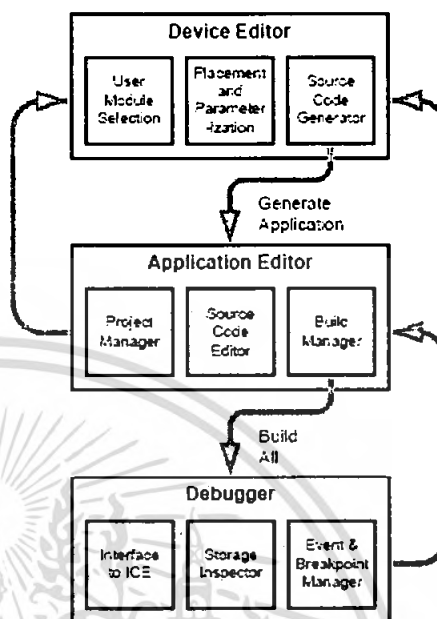 Device Editor
User
Module
Selection
Placement
and
Parameter
-ization
Source
Code
Generator
Generate
Application
Application Editor
Project
Manager
Source
Code
Editor
Build
Manager
Build
All
Debugger
Interface
to ICE
Storage
Inspector
Event &
Breakpoint
Manager